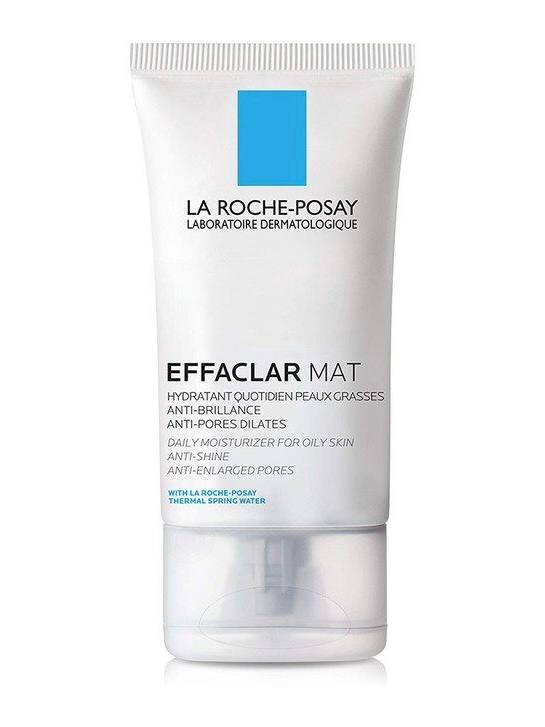 LA ROCHE-POSAY
LABORATOIRE DERMATOLOGIQUE
EFFACLAR MAT
HYDRATANT QUOTIDIEN PEAUX GRASSES
ANTI-BRILLANCE
ANTI-PORES DILATES
DAILY MOISTURIZER FOR OILY SKIN
ANTI-SHINE
ANTI-ENLARGED PORES
WITH LA ROCHE-POSAY
THERMAL SPRING WATER